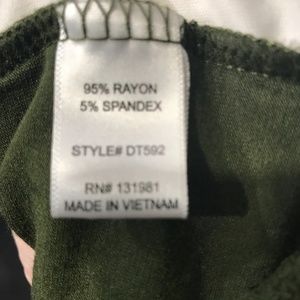 95% RAYON
5% SPANDEX
STYLE# DT592
RN# 131981
MADE IN VIETNAM